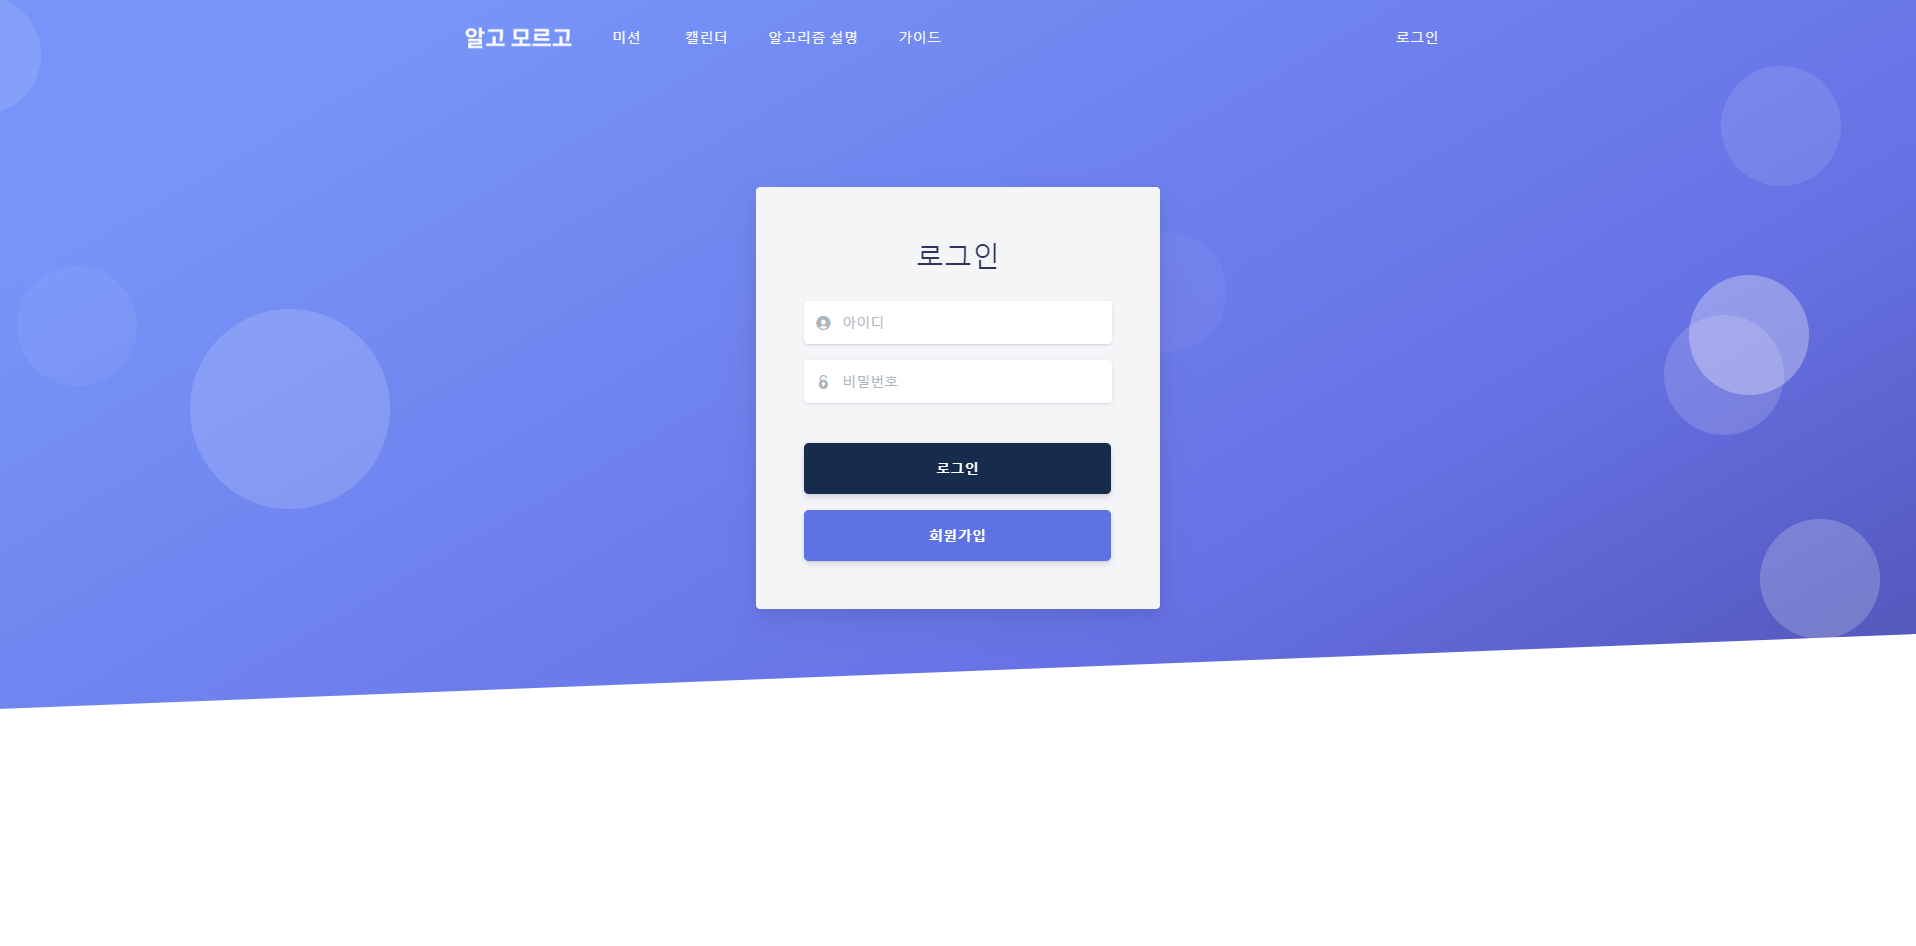 알고 모르고 미션 캘린더 알고리즘 설명 가이드 로그인
로그인
아이디
비밀번호
로그인
회원가입